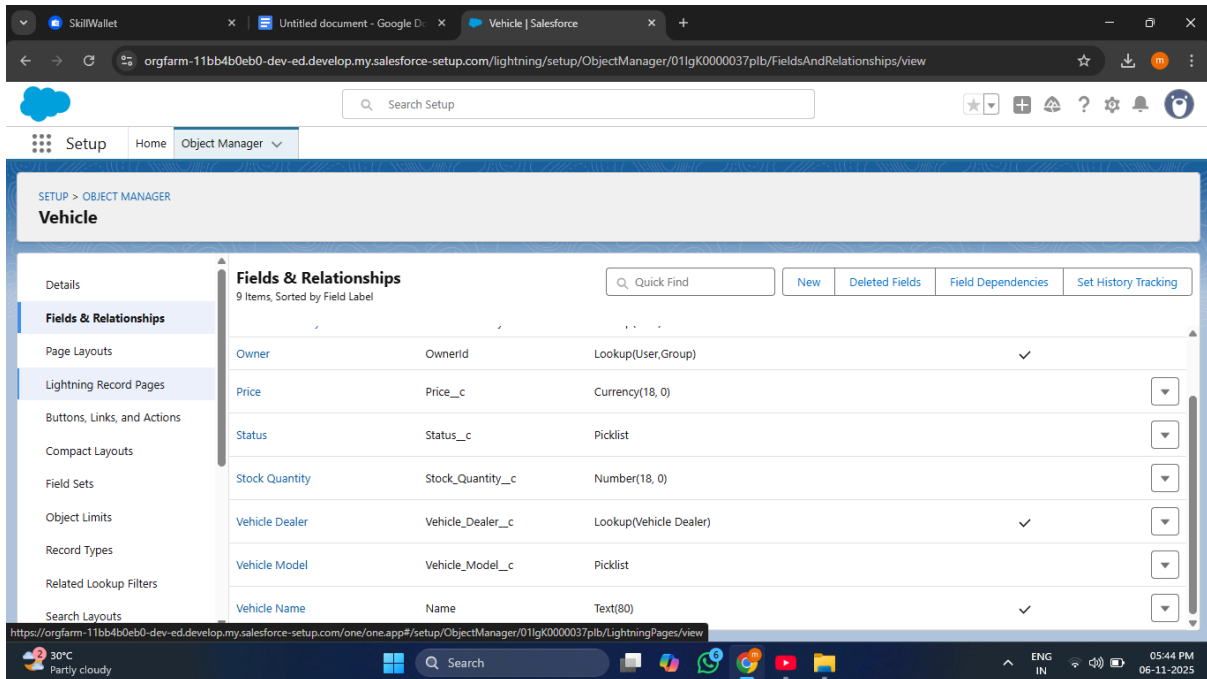 SkillWallet
Untitled document - Google Do
Vehicle | Salesforce
orgfarm-11bb4b0eb0-dev-ed.develop.my.salesforce-setup.com/lightning/setup/ObjectManager/01IgK0000037plb/FieldsAndRelationships/view
m
Search Setup
Setup Home Object Manager
SETUP > OBJECT MANAGER
Vehicle
Details
Fields & Relationships
Page Layouts
Lightning Record Pages
Buttons, Links, and Actions
Compact Layouts
Field Sets
Object Limits
Record Types
Related Lookup Filters
Search Layouts
Fields & Relationships
9 Items, Sorted by Field Label
Quick Find
New
Deleted Fields
Field Dependencies
Set History Tracking
Owner OwnerId Lookup(User,Group)
Price Price__c Currency(18, 0)
Status Status__c Picklist
Stock Quantity Stock_Quantity__c Number(18, 0)
Vehicle Dealer Vehicle_Dealer__c Lookup(Vehicle Dealer)
Vehicle Model Vehicle_Model__c Picklist
Vehicle Name Name Text(80)
https://orgfarm-11bb4b0eb0-dev-ed.develop.my.salesforce-setup.com/one/one.app#/setup/ObjectManager/01IgK0000037plb/LightningPages/view
2
30°C
Partly cloudy
Search
6
m
ENG
IN
05:44 PM
06-11-2025